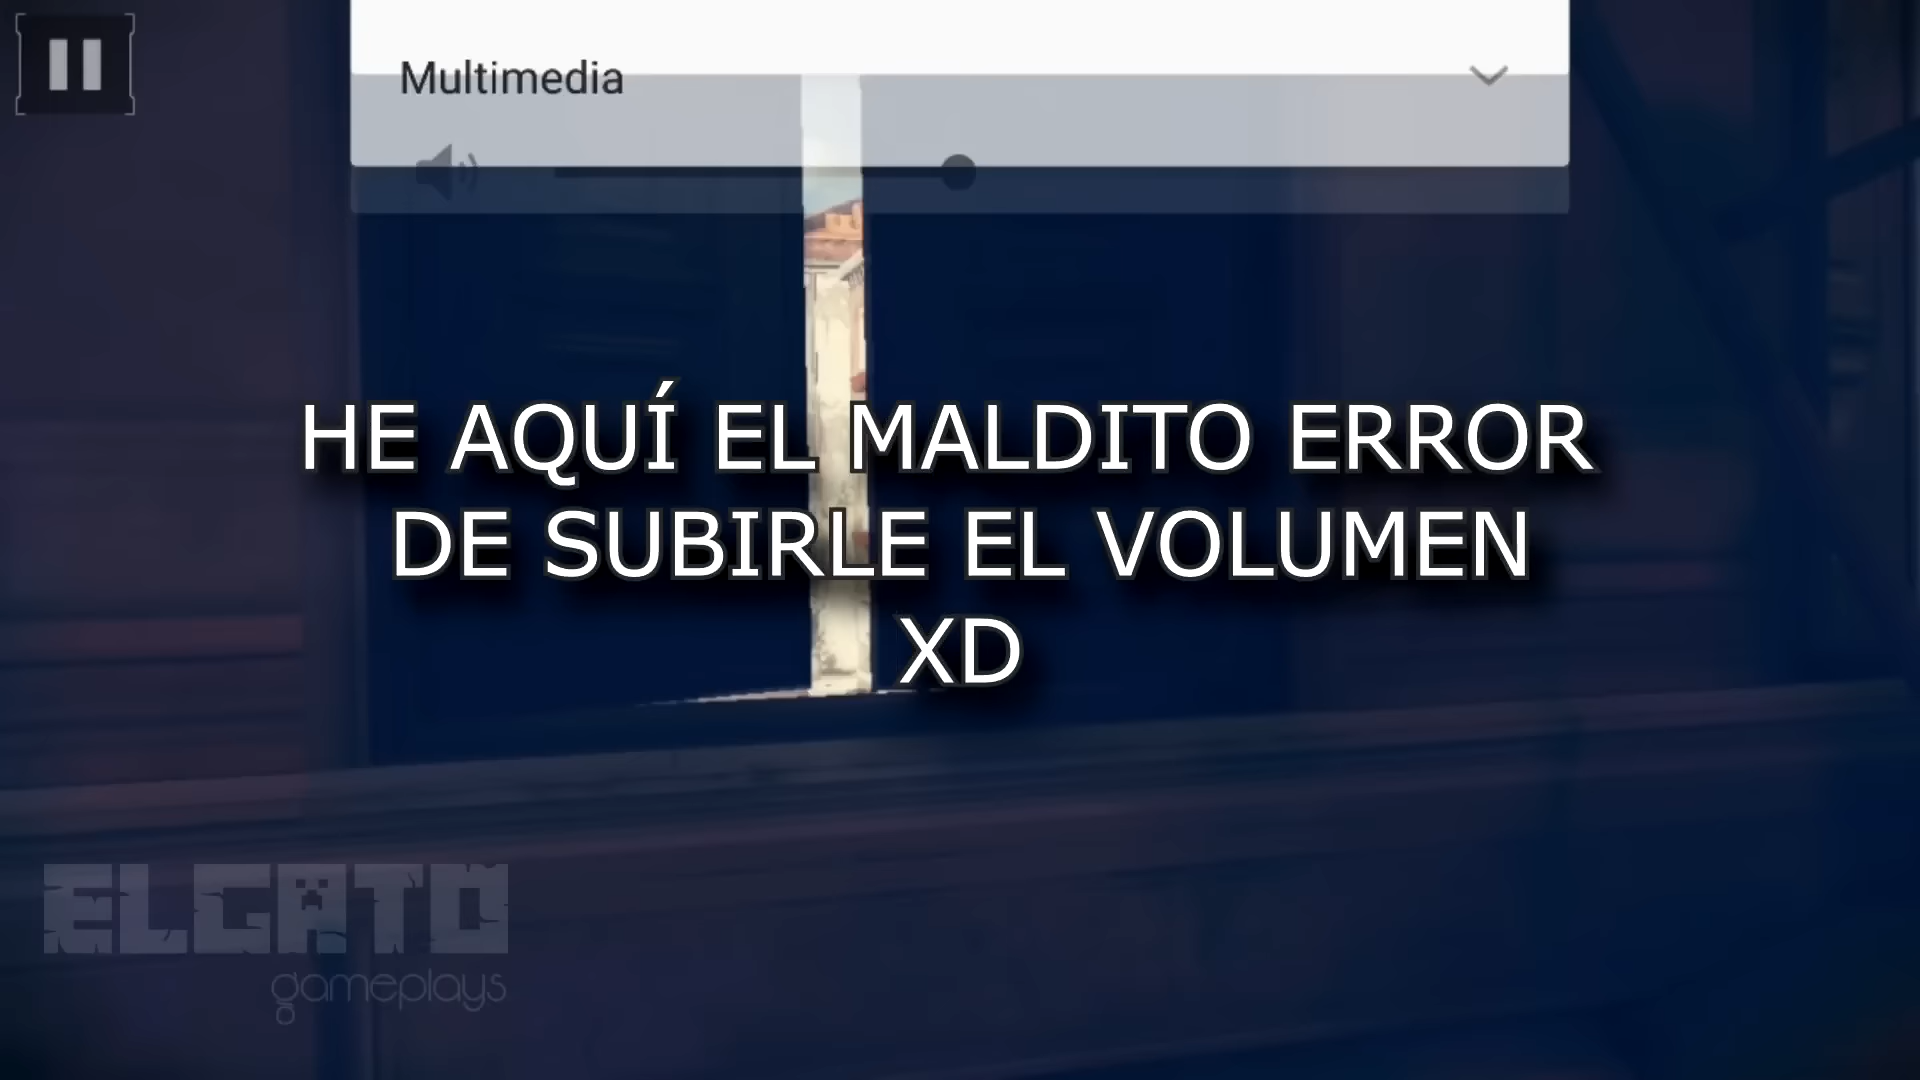 Multimedia
HE AQUÍ EL MALDITO ERROR
DE SUBIRLE EL VOLUMEN
XD
ELGATO
gameplays